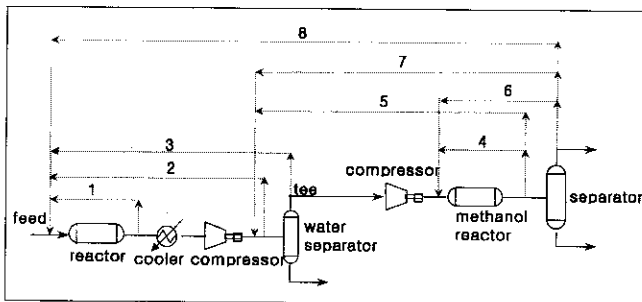 8
7
6
5
3
4
2
compressor
1
tee
feed
separator
water
separator
methanol
reactor
reactor
cooler
compressor